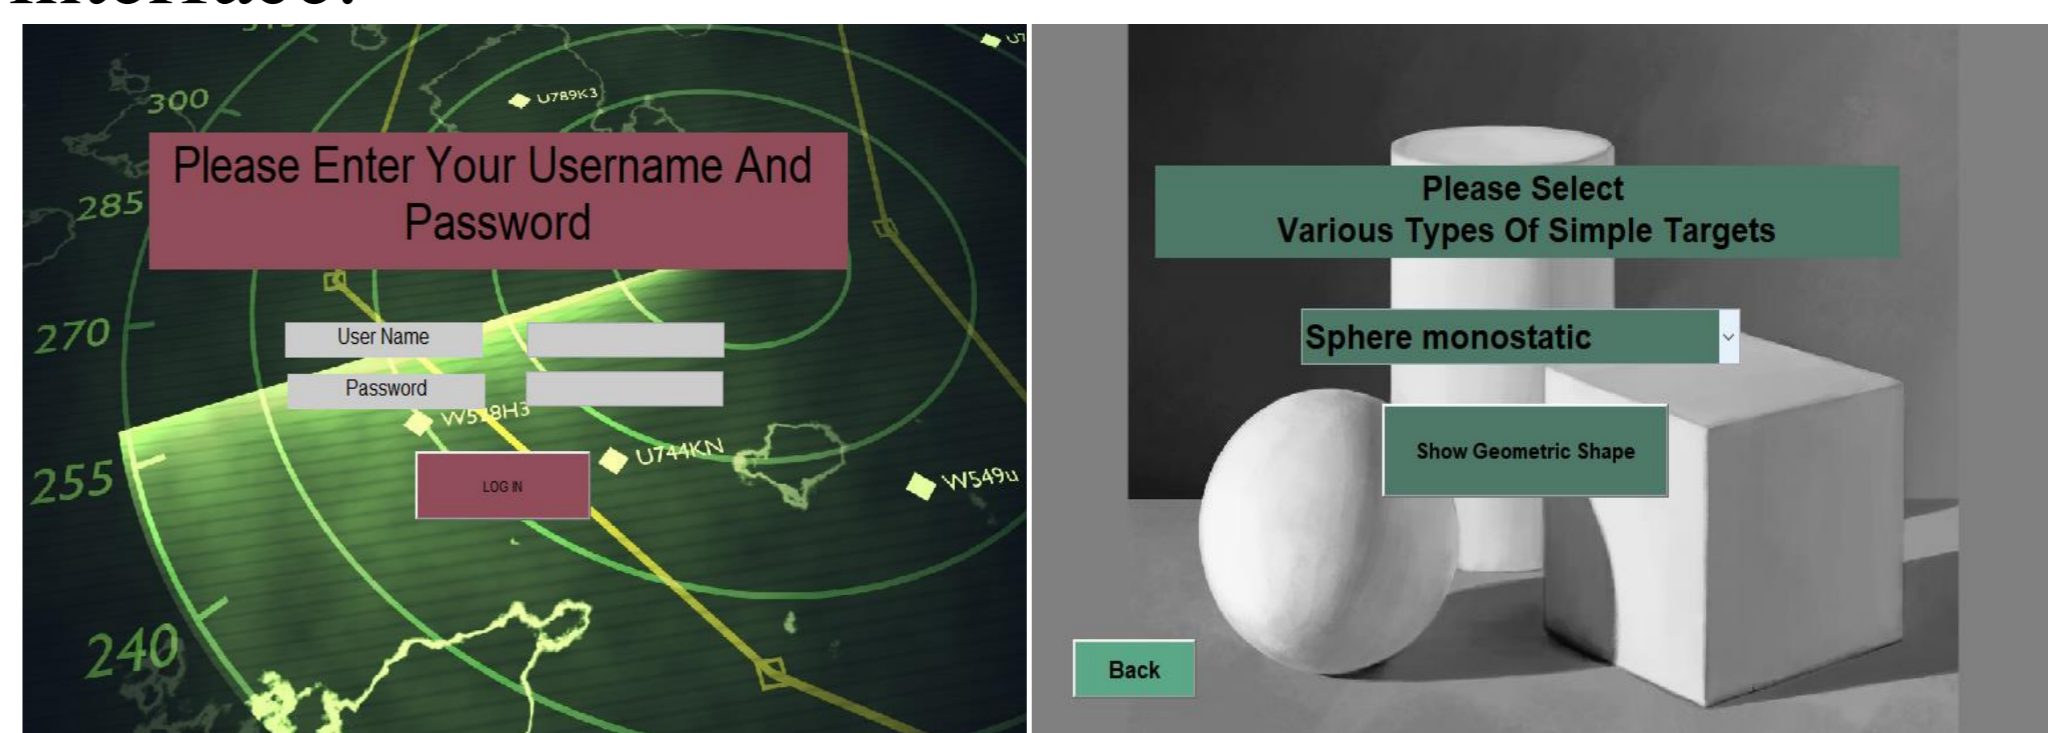 interface.
300
U789K3
Please Enter Your Username And
Password
285
270
User Name
Password
U744KN
W549u
255
LOG IN
240
Please Select
Various Types Of Simple Targets
Sphere monostatic
Show Geometric Shape
Back